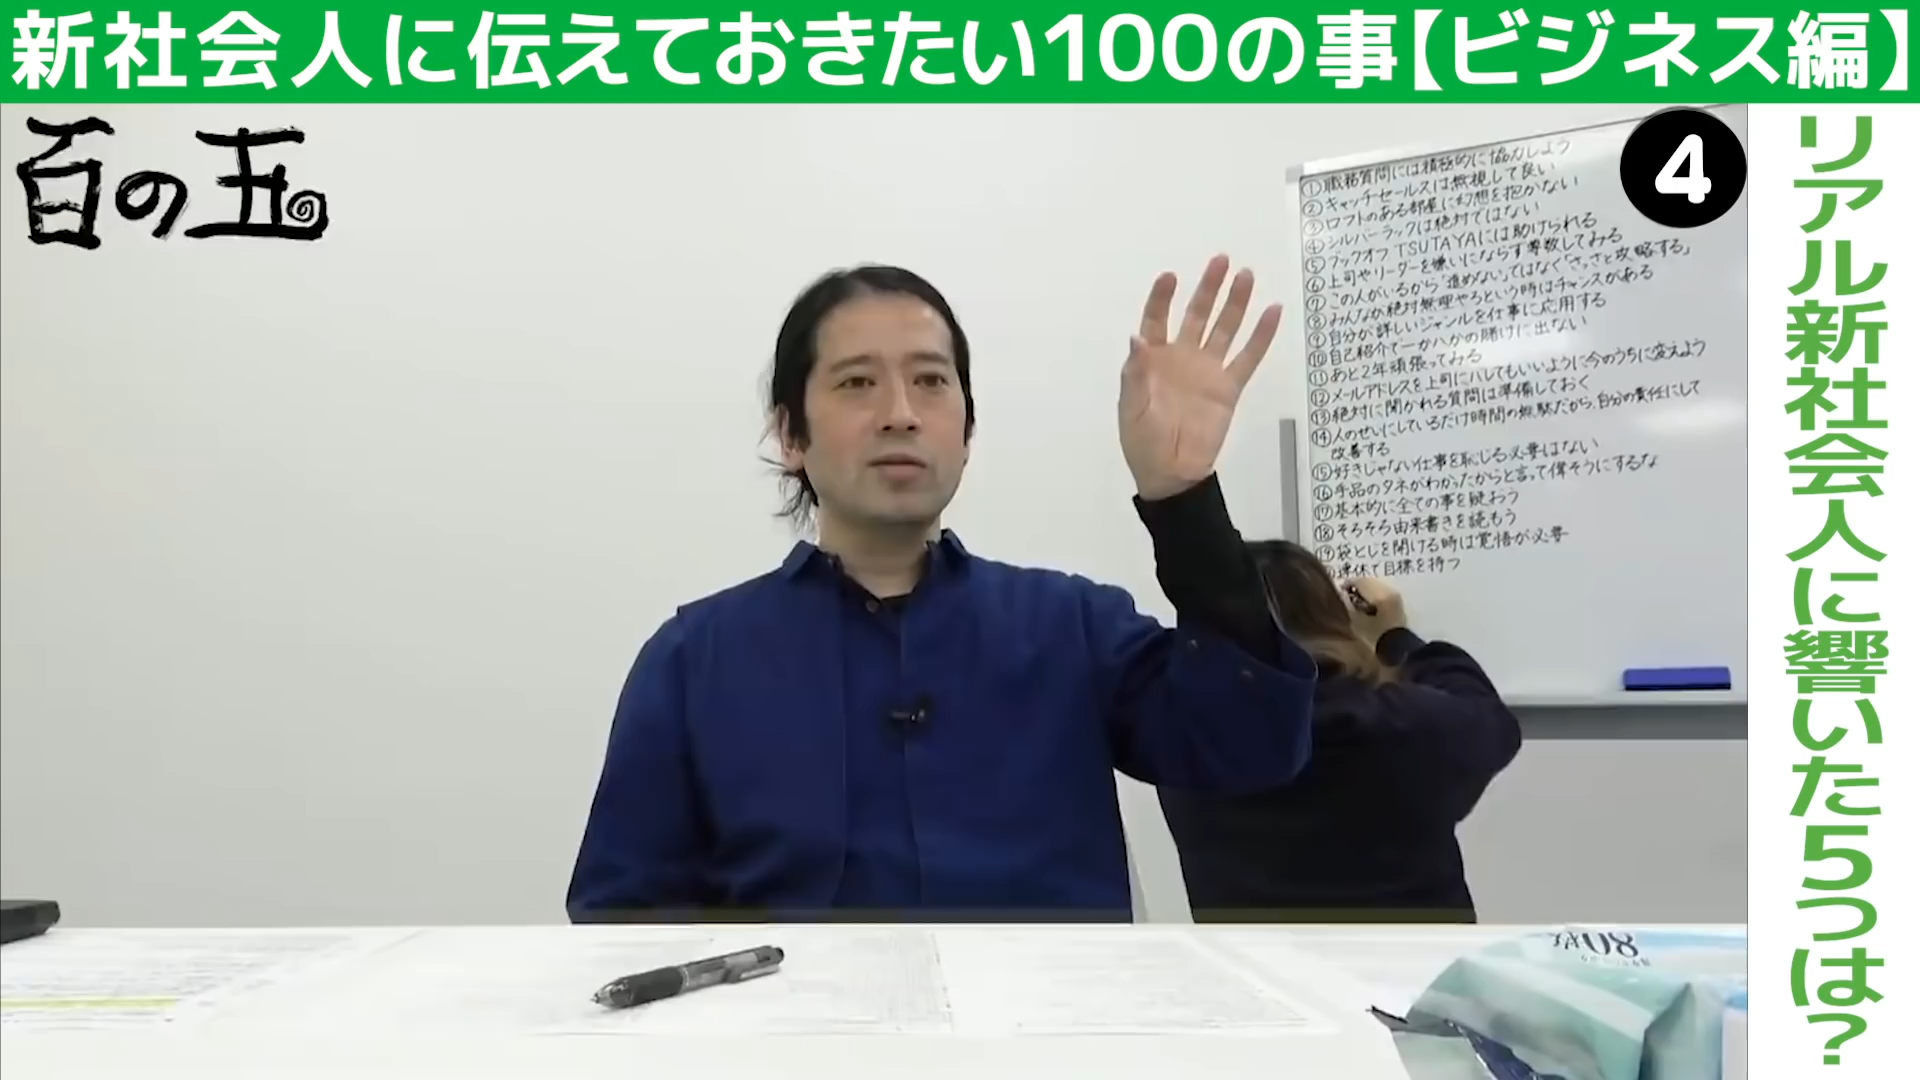 新社会人に伝えておきたい100の事【ビジネス編】
百の玉。
4
リアル新社会人に響いた5つは?
①職務質問には積極的に協力しよう
②キャッチセールスは無視して良い
③ロフトのある部屋に幻想を抱かない
④シルバーラックは絶対ではない
⑤ブックオフ TSUTAYAには助けられる
⑥上司やリーダーを嫌いにならず尊敬してみる
⑦この人がいるから「進めない」ではなく「さっさと攻略する」
⑧みんなが絶対無理やろという時はチャンスがある
⑨自分が詳しいジャンルを仕事に応用する
⑩自己紹介で一か八かの賭けに出ない
⑪あと2年頑張ってみる
⑫メールアドレスを上司にバレてもいいように今のうちに変えよう
⑬絶対に聞かれる質問は準備しておく
⑭人のせいにしているだけ時間の無駄だから、自分の責任にして
改善する
⑮好きじゃない仕事を恥じる必要はない
⑯手品のタネがわかったからと言って偉そうにするな
⑰基本的に全ての事を疑おう
⑱そろそろ由来書きを読もう
⑲袋とじを開ける時は覚悟が必要
連休で目標を持つ